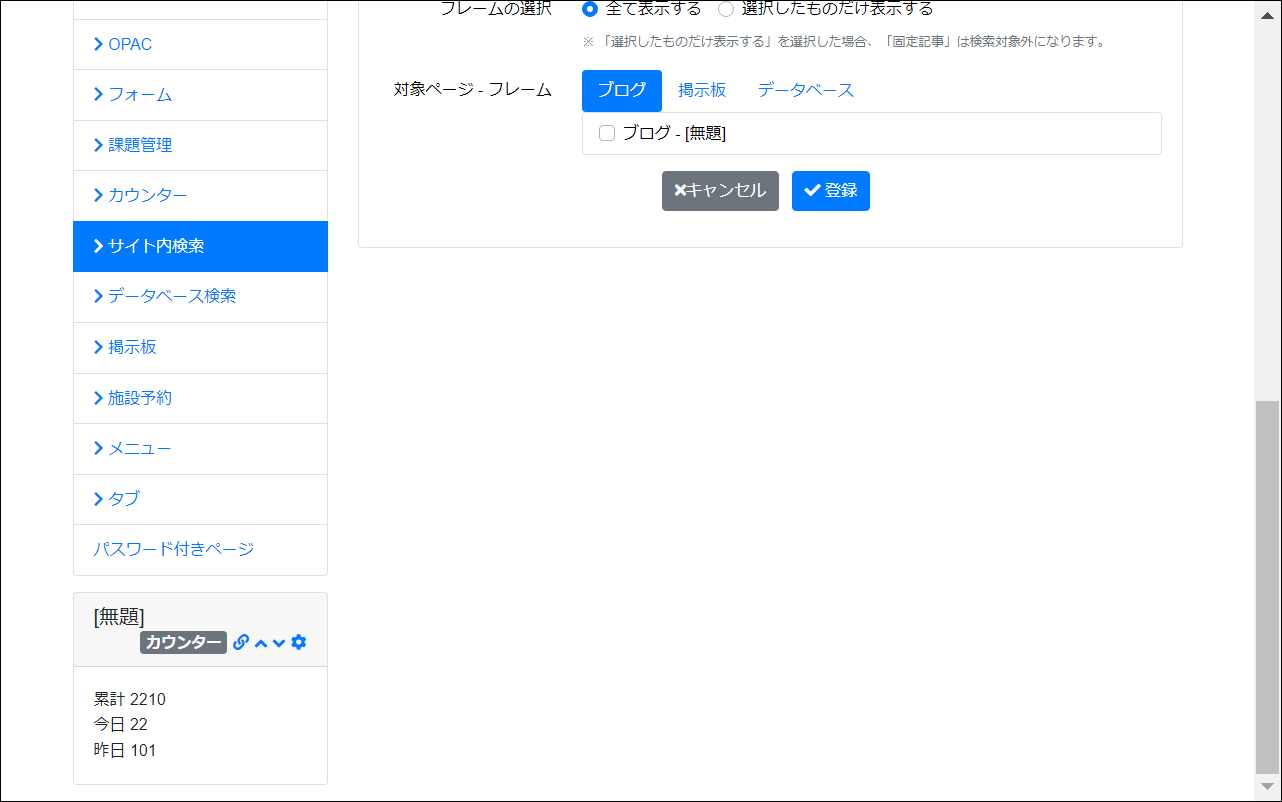 OPAC
フォーム
課題管理
カウンター
サイト内検索
データベース検索
掲示板
施設予約
メニュー
タブ
パスワード付きページ
[無題]
カウンター
累計 2210
今日 22
昨日 101
フレームの選択 全て表示する 選択したものだけ表示する
※ 「選択したものだけ表示する」を選択した場合、「固定記事」は検索対象外になります。
対象ページ - フレーム ブログ 掲示板 データベース
ブログ - [無題]
キャンセル 登録